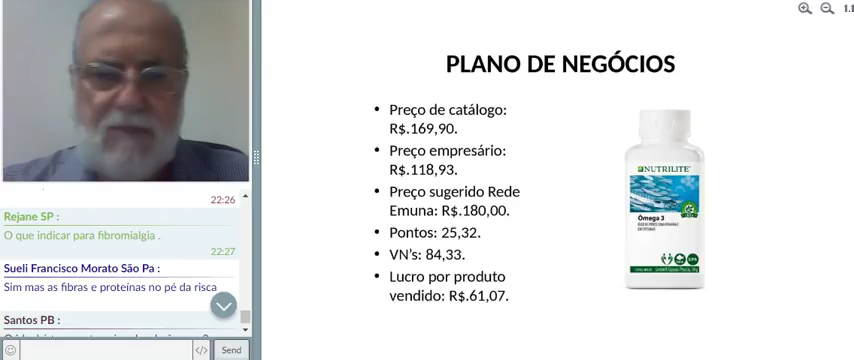 22:26
Rejane SP :
O que indicar para fibromialgia .
22:27
Sueli Francisco Morato São Pa :
Sim mas as fibras e proteínas no pé da risca
Santos PB :
Send
1.1
PLANO DE NEGÓCIOS
• Preço de catálogo:
R$.169,90.
• Preço empresário:
R$.118,93.
• Preço sugerido Rede
Emuna: R$.180,00.
• Pontos: 25,32.
• VN's: 84,33.
• Lucro por produto
vendido: R$.61,07.
NUTRILITE
Ômega 3